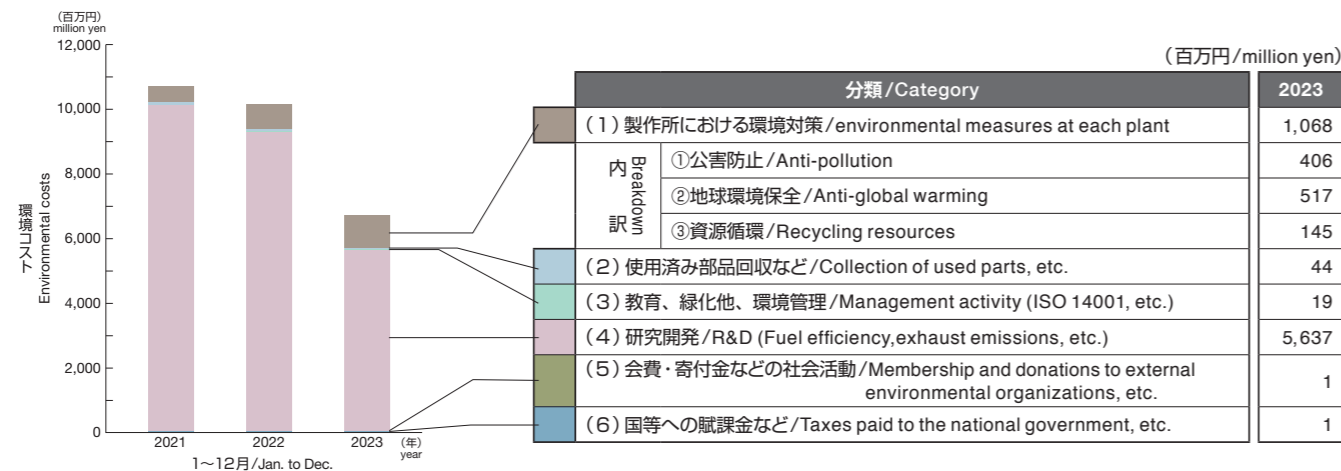 (百万円)
million yen
12,000
10,000
8,000
6,000
4,000
2,000
0
環境コスト
Environmental costs
2021
2022
2023
(年)
year
1〜12月/Jan. to Dec.
(百万円/million yen)
分類/Category 2023
(1)製作所における環境対策/environmental measures at each plant 1,068
内訳
Breakdown
①公害防止/Anti-pollution 406
②地球環境保全/Anti-global warming 517
③資源循環/Recycling resources 145
(2)使用済み部品回収など/Collection of used parts, etc. 44
(3)教育、緑化他、環境管理/Management activity (ISO 14001, etc.) 19
(4)研究開発/R&D (Fuel efficiency,exhaust emissions, etc.) 5,637
(5)会費・寄付金などの社会活動/Membership and donations to external
environmental organizations, etc. 1
(6)国等への賦課金など/Taxes paid to the national government, etc. 1